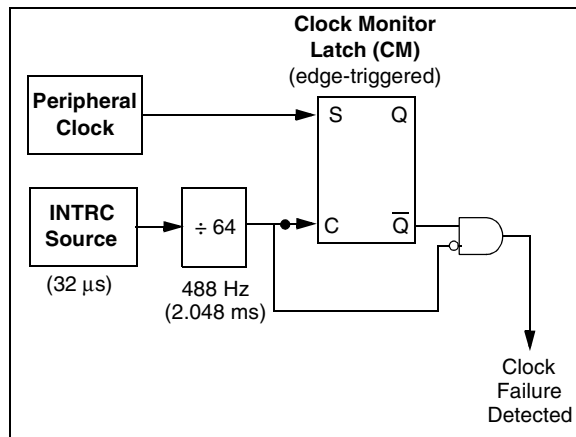 Clock Monitor
Latch (CM)
(edge-triggered)
Peripheral
Clock
S
Q
INTRC
Source
÷ 64
C
Q̅
(32 μs)
488 Hz
(2.048 ms)
Clock
Failure
Detected